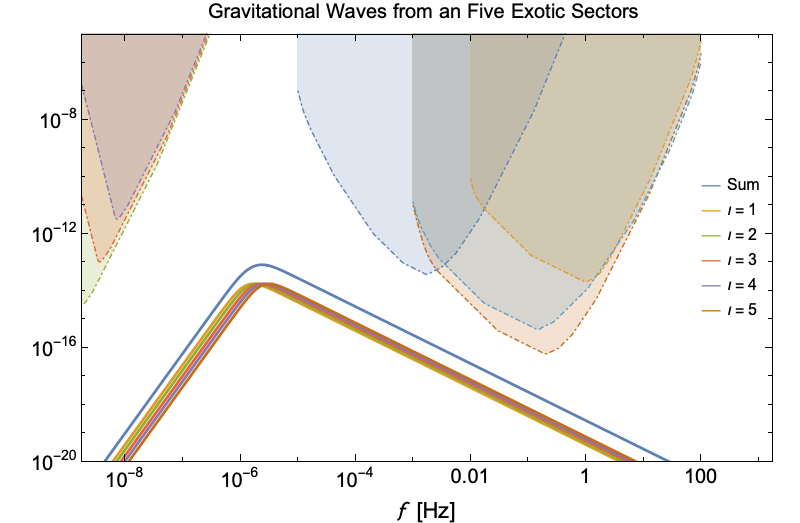 Gravitational Waves from an Five Exotic Sectors
10⁻⁸
10⁻¹²
10⁻¹⁶
10⁻²⁰
Sum
ı = 1
ı = 2
ı = 3
ı = 4
ı = 5
10⁻⁸ 10⁻⁶ 10⁻⁴ 0.01 1 100
f [Hz]